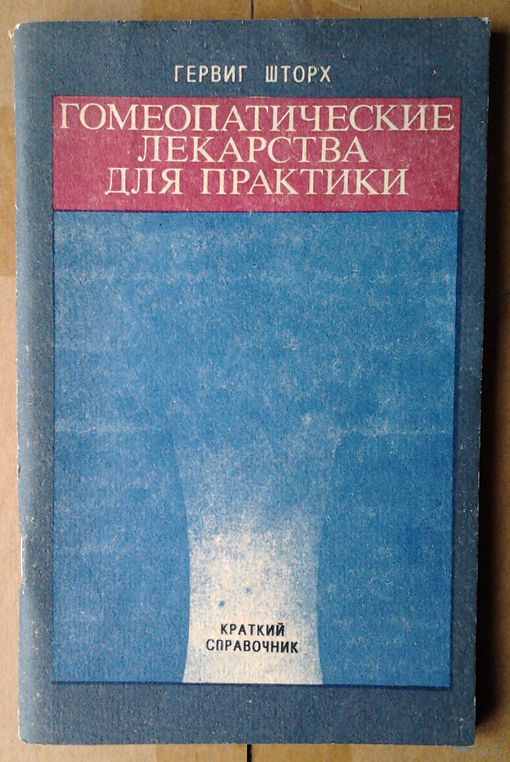 ГЕРВИГ ШТОРХ
ГОМЕОПАТИЧЕСКИЕ
ЛЕКАРСТВА
ДЛЯ ПРАКТИКИ
КРАТКИЙ
СПРАВОЧНИК